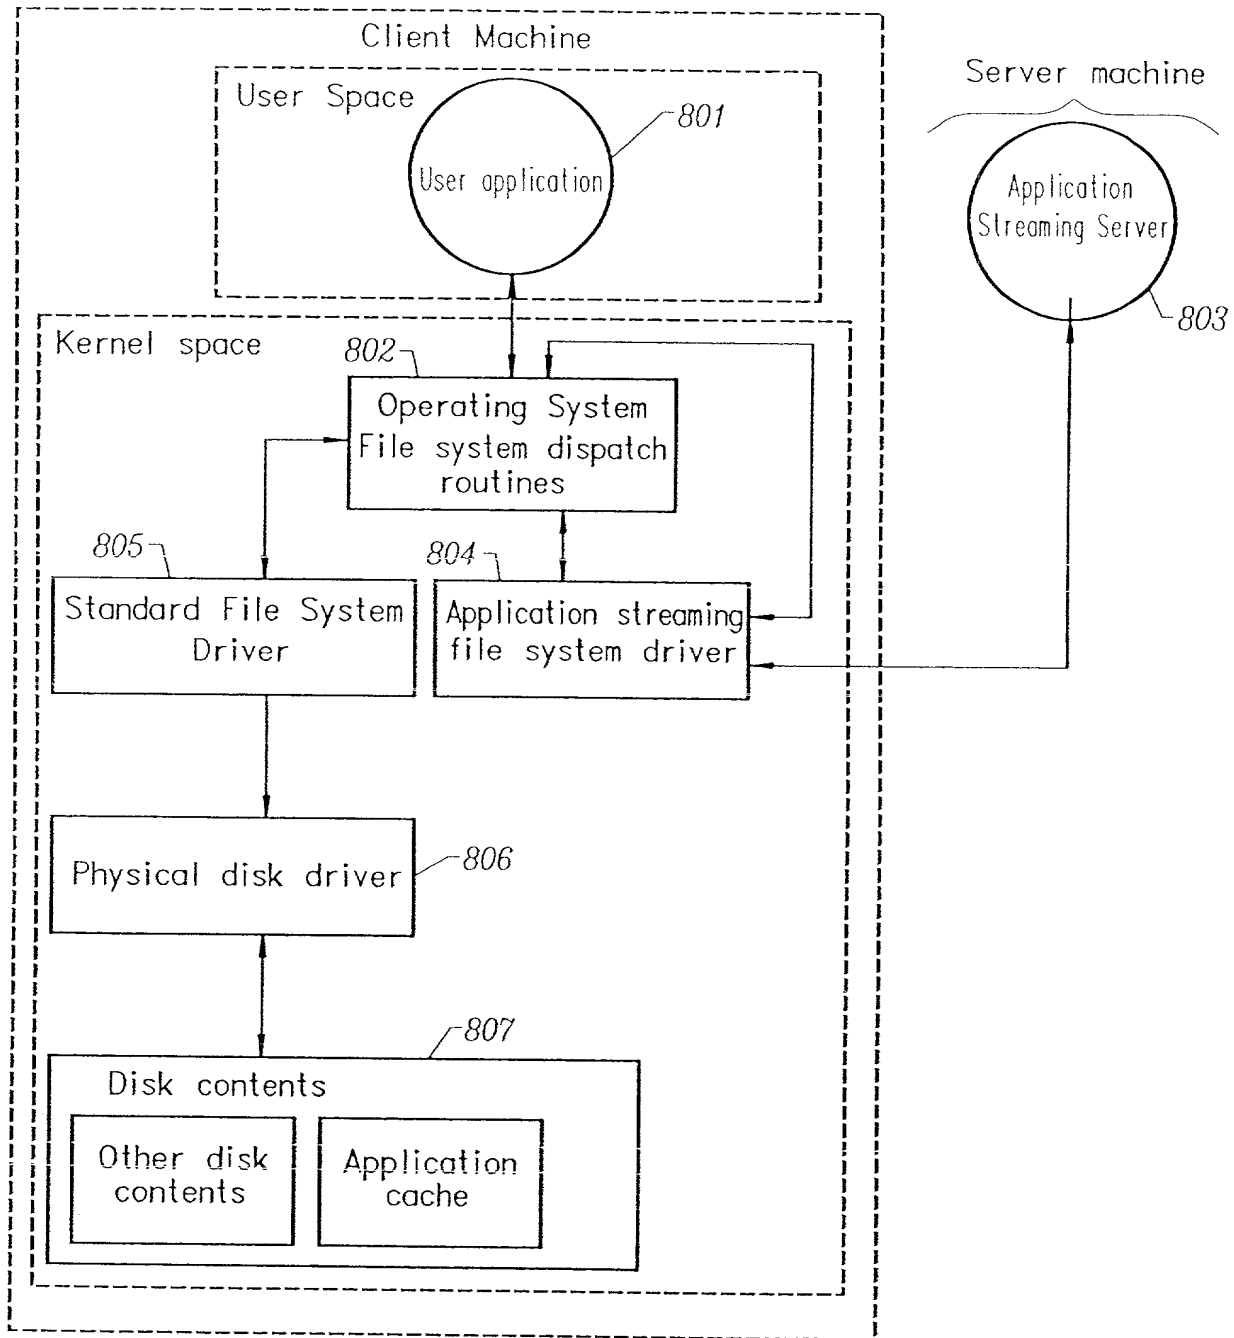 Client Machine
User Space
801
User application
Server machine
Application
Streaming Server
803
Kernel space
802
Operating System
File system dispatch
routines
805
Standard File System
Driver
804
Application streaming
file system driver
Physical disk driver
806
807
Disk contents
Other disk
contents
Application
cache